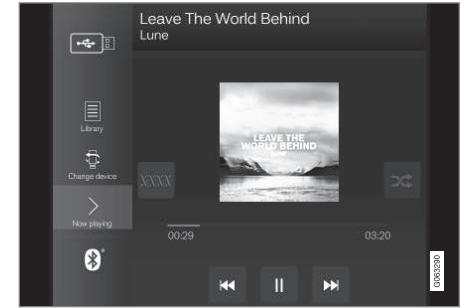 Leave The World Behind
Lune
Library
Change device
Now playing
LEAVE THE
WORLD BEHIND
LUNE
XXXX
00:29
03:20
G063290